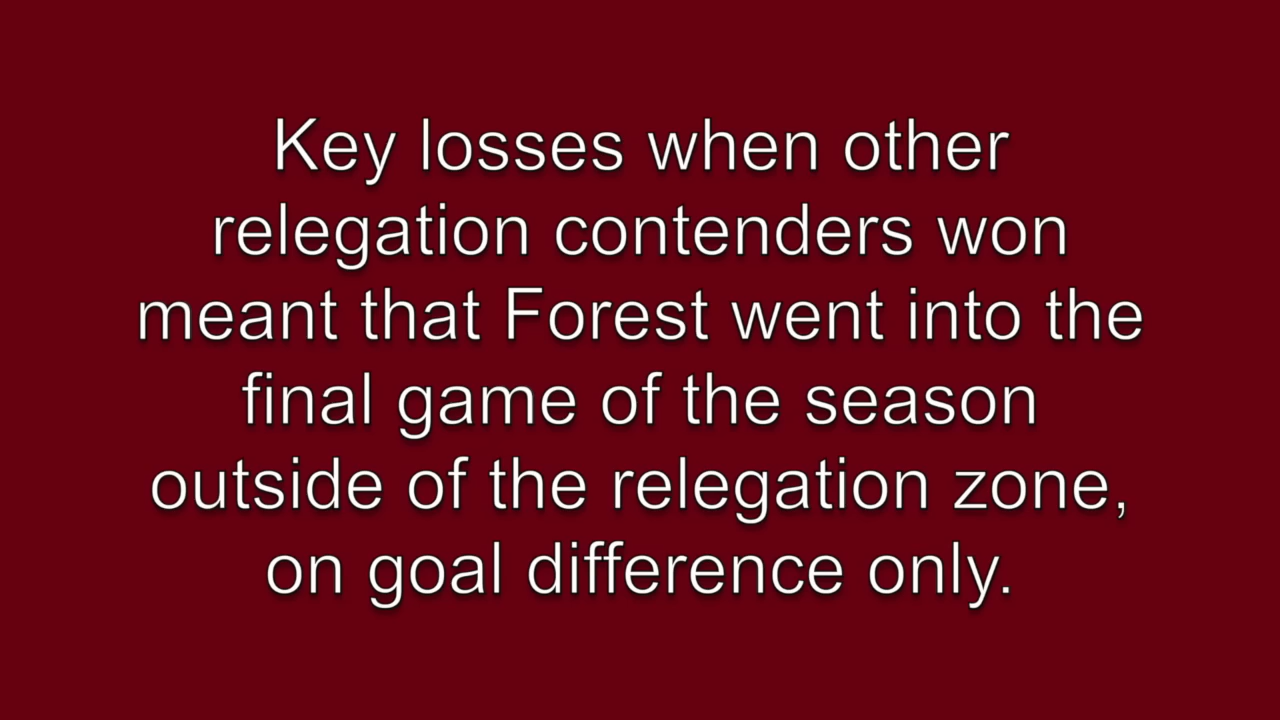 Key losses when other
relegation contenders won
meant that Forest went into the
final game of the season
outside of the relegation zone,
on goal difference only.